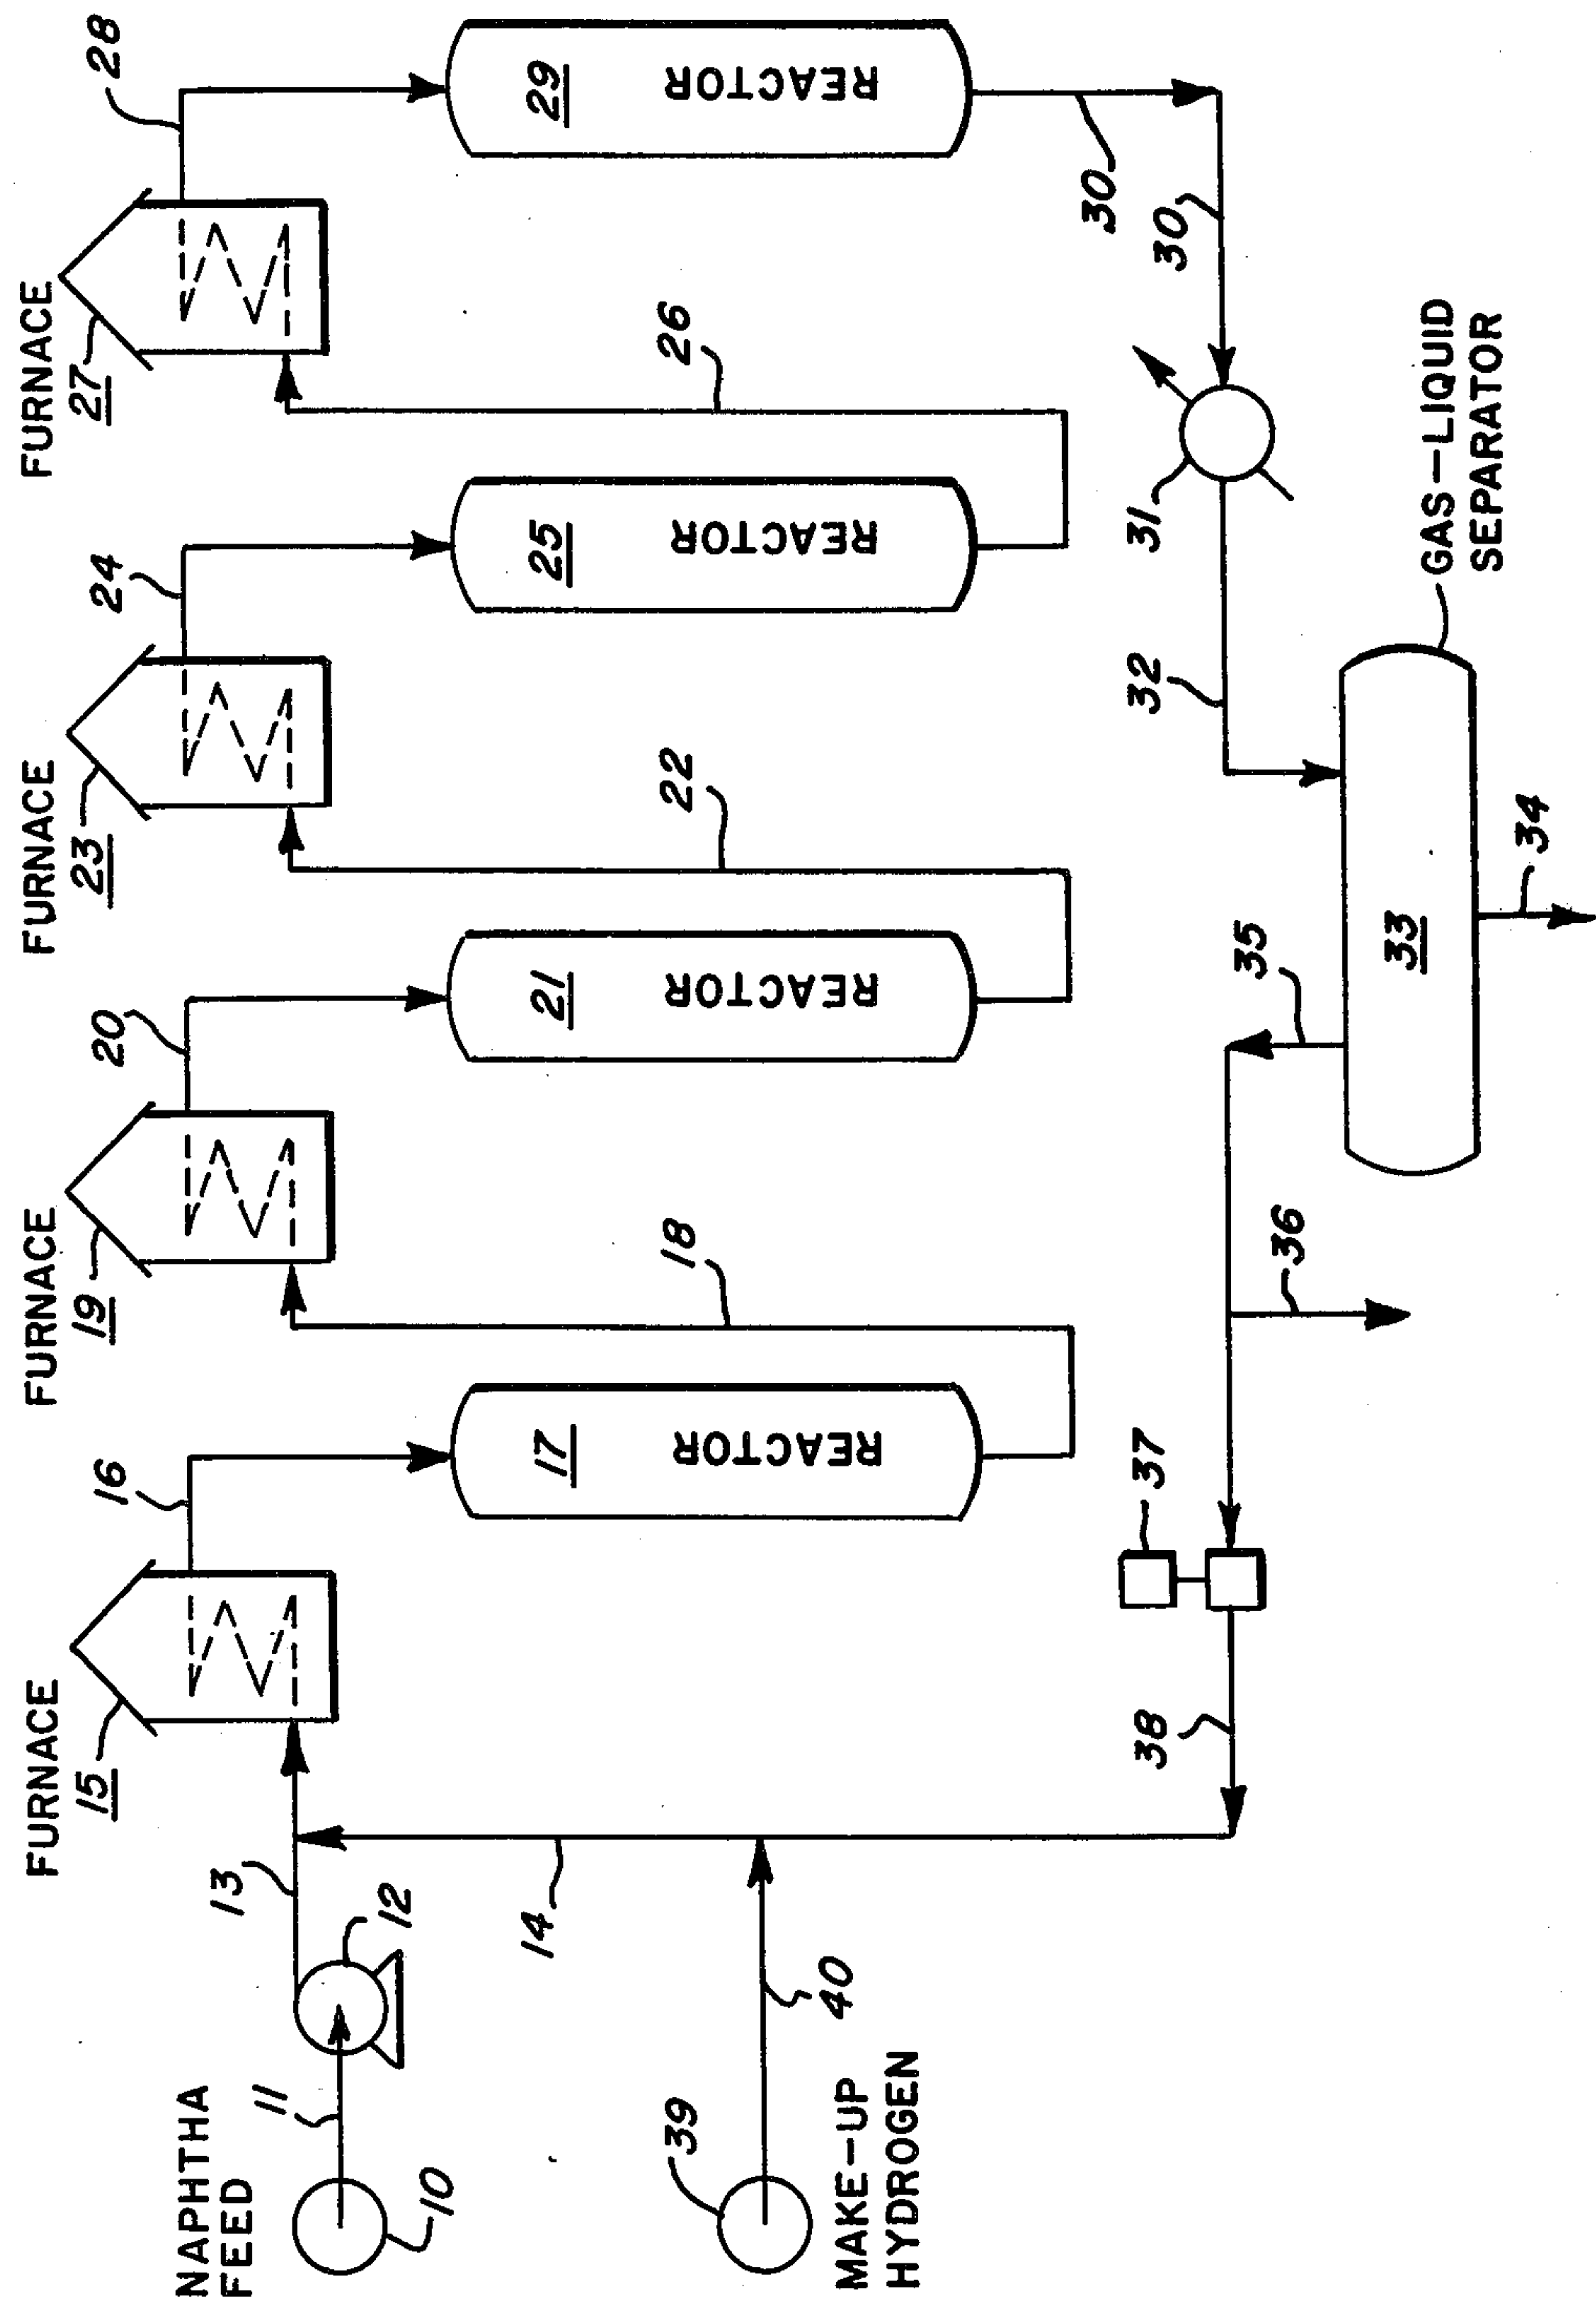 FURNACE
15
FURNACE
19
FURNACE
23
FURNACE
27
16
20
24
28
NAPHTHA
FEED
10
11
12
13
14
17
REACTOR
21
REACTOR
25
REACTOR
29
REACTOR
18
22
26
30
30
39
MAKE-UP
HYDROGEN
40
38
37
36
35
32
31
33
34
GAS-LIQUID
SEPARATOR